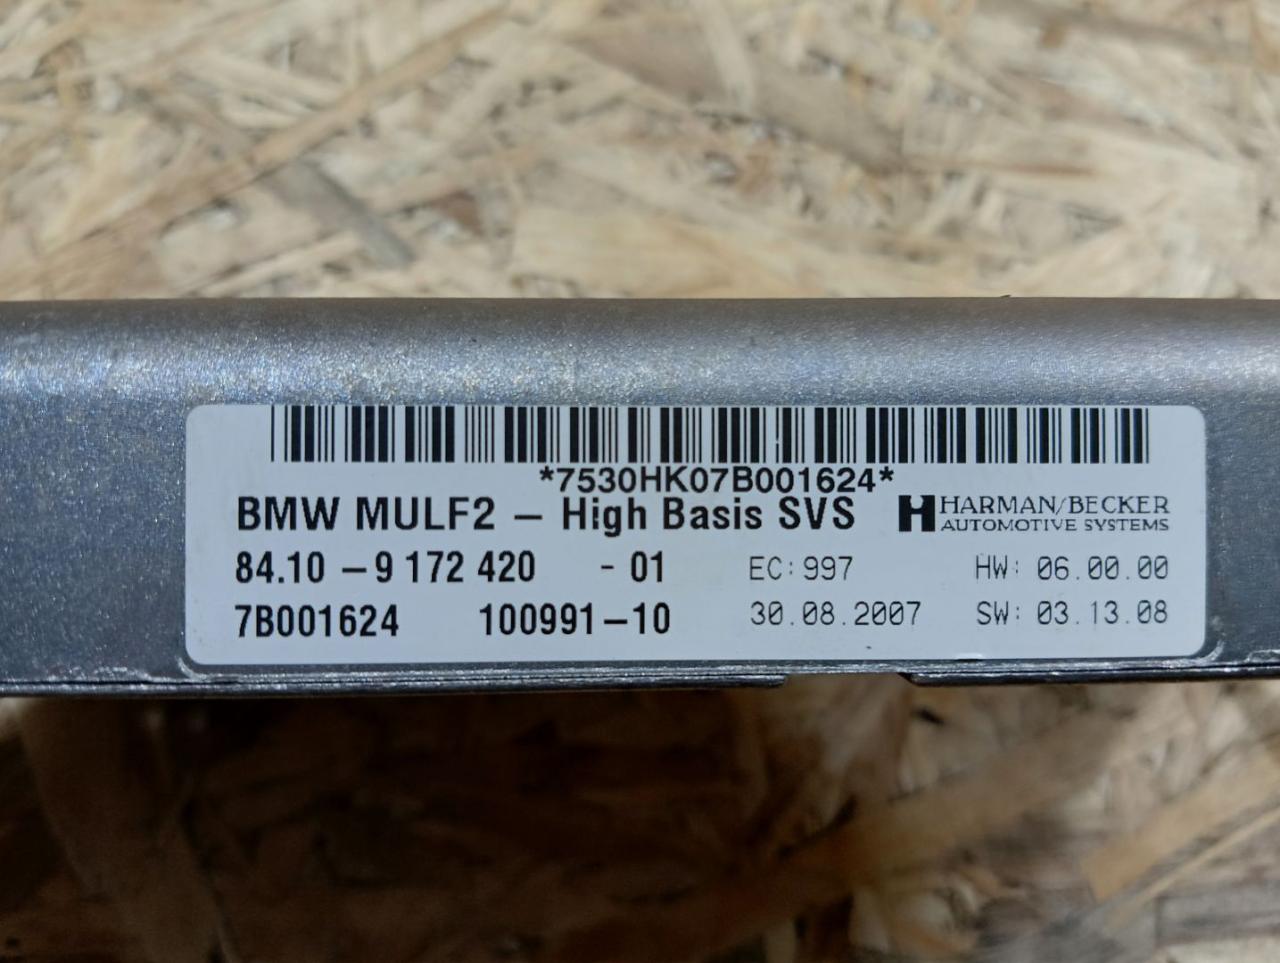 *7530HK07B001624*
BMW MULF2 – High Basis SVS
HARMAN/BECKER
AUTOMOTIVE SYSTEMS
84.10 – 9 172 420 - 01 EC: 997 HW: 06.00.00
7B001624 100991–10 30.08.2007 SW: 03.13.08